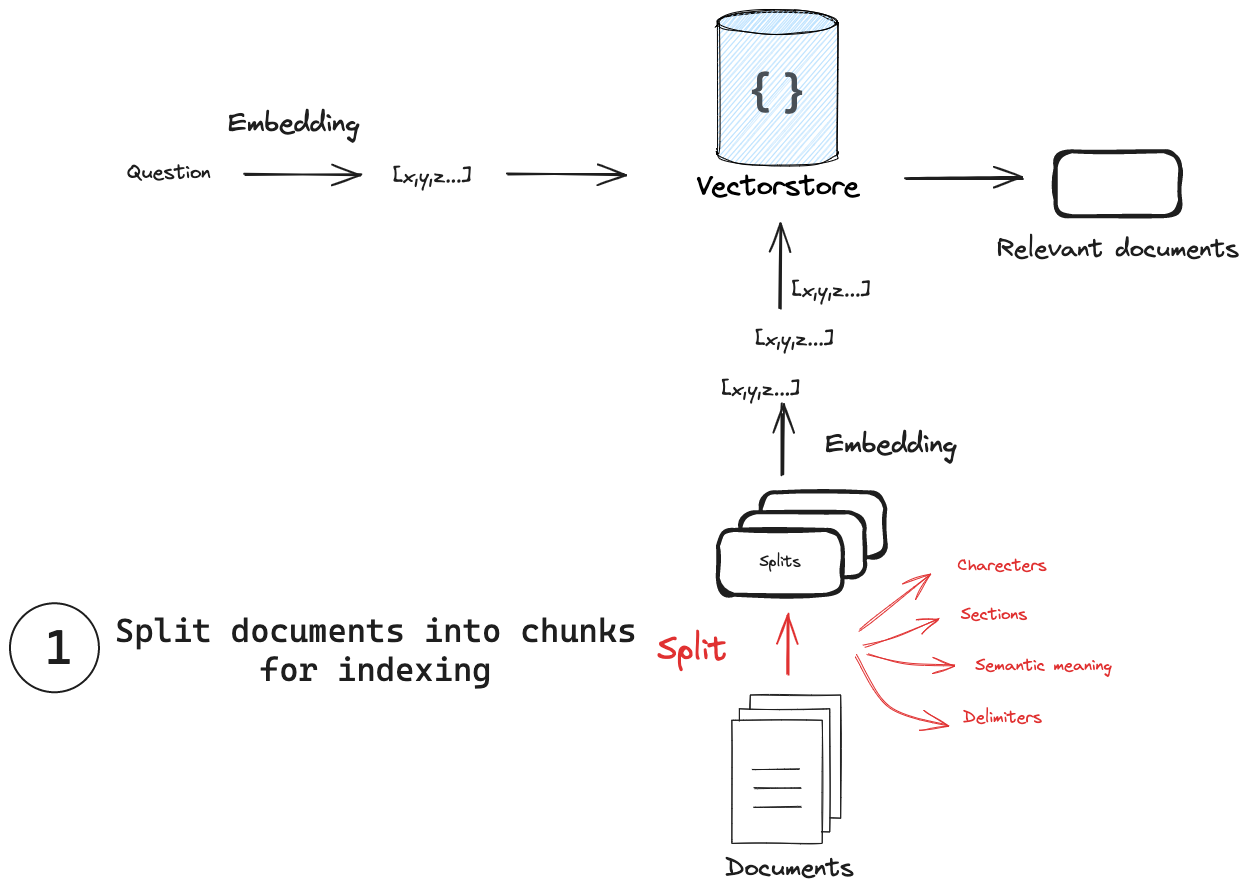 { }
Embedding
Question
[x,y,z...]
Vectorstore
Relevant documents
[x,y,z...]
[x,y,z...]
[x,y,z...]
Embedding
Splits
Charecters
Sections
1
Split documents into chunks
for indexing
Split
Semantic meaning
Delimiters
Documents